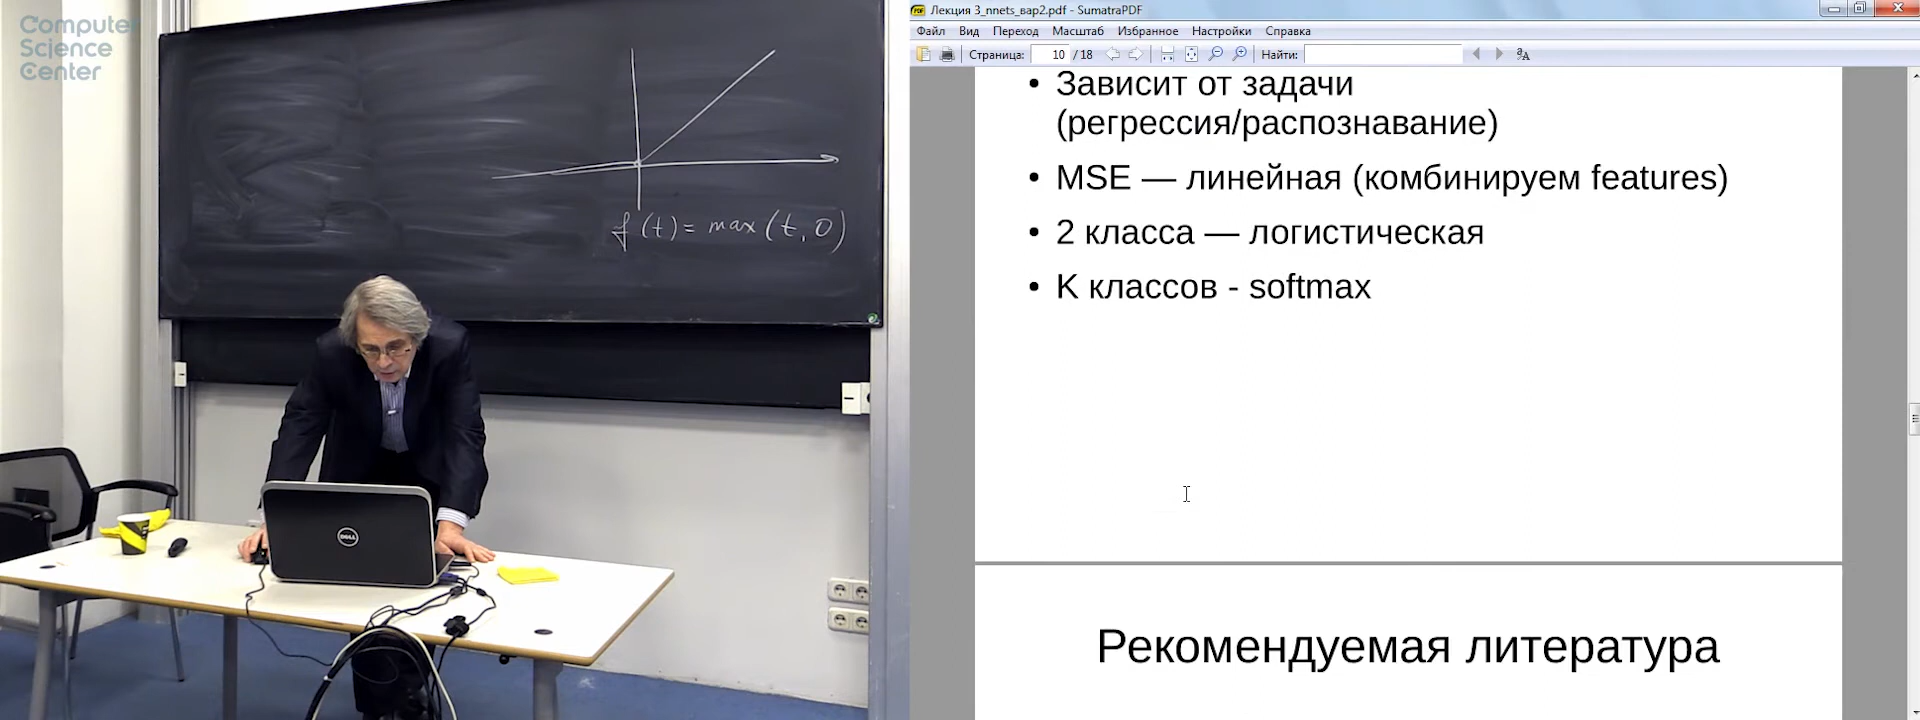 Computer
Science
Center
f(t)=max(t,0)
DELL
Лекция 3_nnets_вар2.pdf - SumatraPDF
Файл Вид Переход Масштаб Избранное Настройки Справка
Страница: 10 / 18 Найти:
• Зависит от задачи
(регрессия/распознавание)
• MSE — линейная (комбинируем features)
• 2 класса — логистическая
• K классов - softmax
Рекомендуемая литература